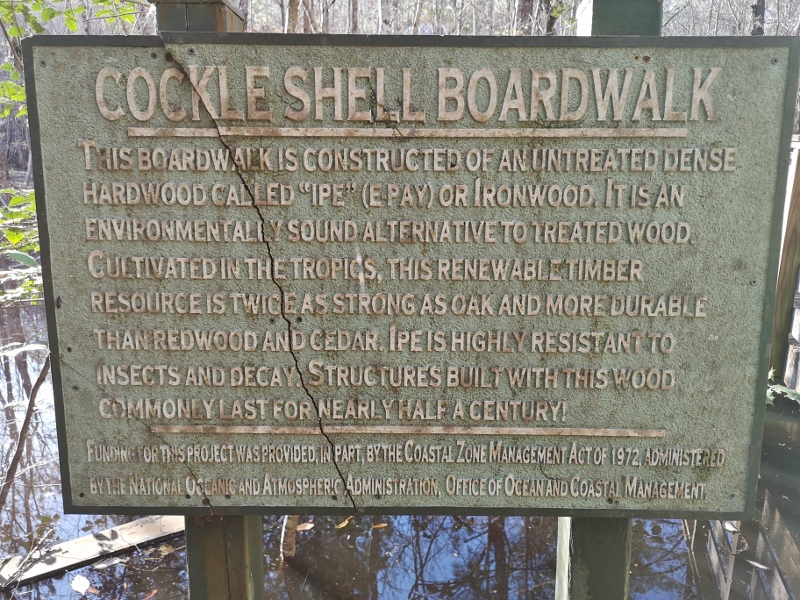 COCKLE SHELL BOARDWALK
THIS BOARDWALK IS CONSTRUCTED OF AN UNTREATED DENSE
HARDWOOD CALLED "IPE" (E PAY) OR IRONWOOD. IT IS AN
ENVIRONMENTALLY SOUND ALTERNATIVE TO TREATED WOOD.
CULTIVATED IN THE TROPICS, THIS RENEWABLE TIMBER
RESOURCE IS TWICE AS STRONG AS OAK AND MORE DURABLE
THAN REDWOOD AND CEDAR. IPE IS HIGHLY RESISTANT TO
INSECTS AND DECAY. STRUCTURES BUILT WITH THIS WOOD
COMMONLY LAST FOR NEARLY HALF A CENTURY!
FUNDING FOR THIS PROJECT WAS PROVIDED, IN PART, BY THE COASTAL ZONE MANAGEMENT ACT OF 1972, ADMINISTERED
BY THE NATIONAL OCEANIC AND ATMOSPHERIC ADMINISTRATION, OFFICE OF OCEAN AND COASTAL MANAGEMENT.